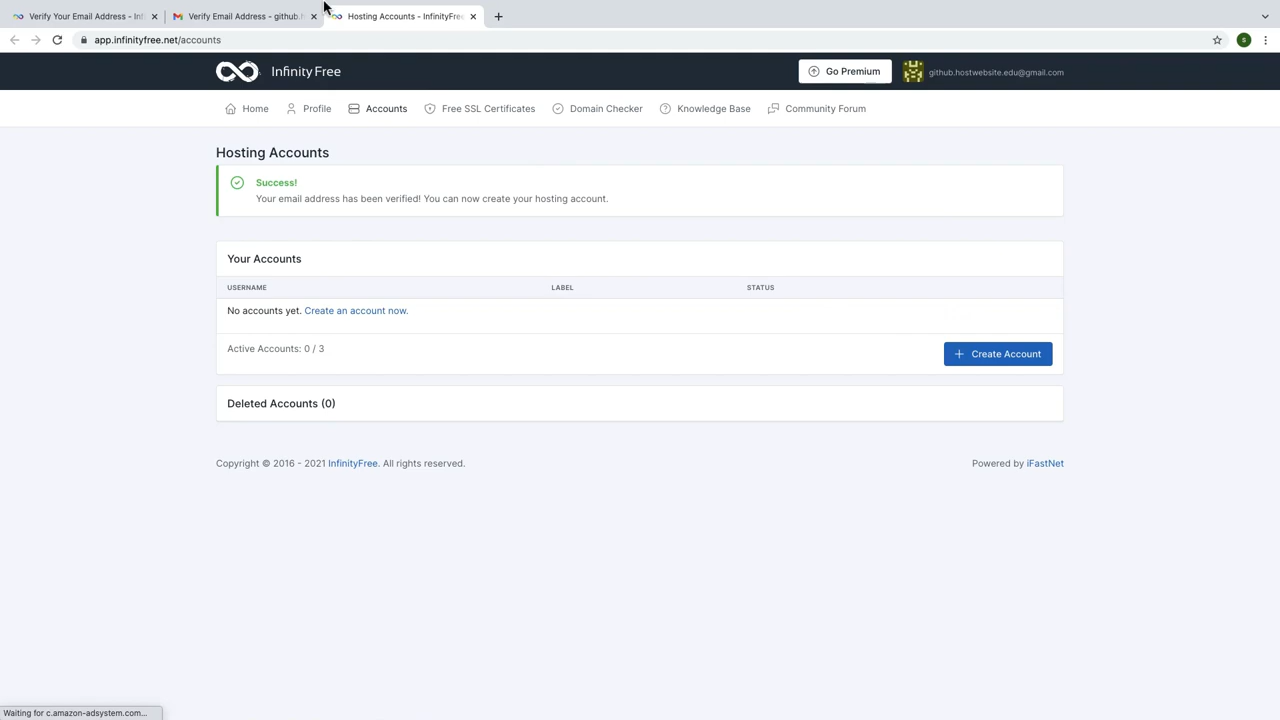 Verify Your Email Address - Inf
Verify Email Address - github.h
Hosting Accounts - InfinityFree
app.infinityfree.net/accounts
S
InfinityFree
Go Premium
github.hostwebsite.edu@gmail.com
Home
Profile
Accounts
Free SSL Certificates
Domain Checker
Knowledge Base
Community Forum
Hosting Accounts
Success!
Your email address has been verified! You can now create your hosting account.
Your Accounts
USERNAME
LABEL
STATUS
No accounts yet. Create an account now.
Active Accounts: 0 / 3
Create Account
Deleted Accounts (0)
Copyright © 2016 - 2021 InfinityFree. All rights reserved.
Powered by iFastNet
Waiting for c.amazon-adsystem.com...